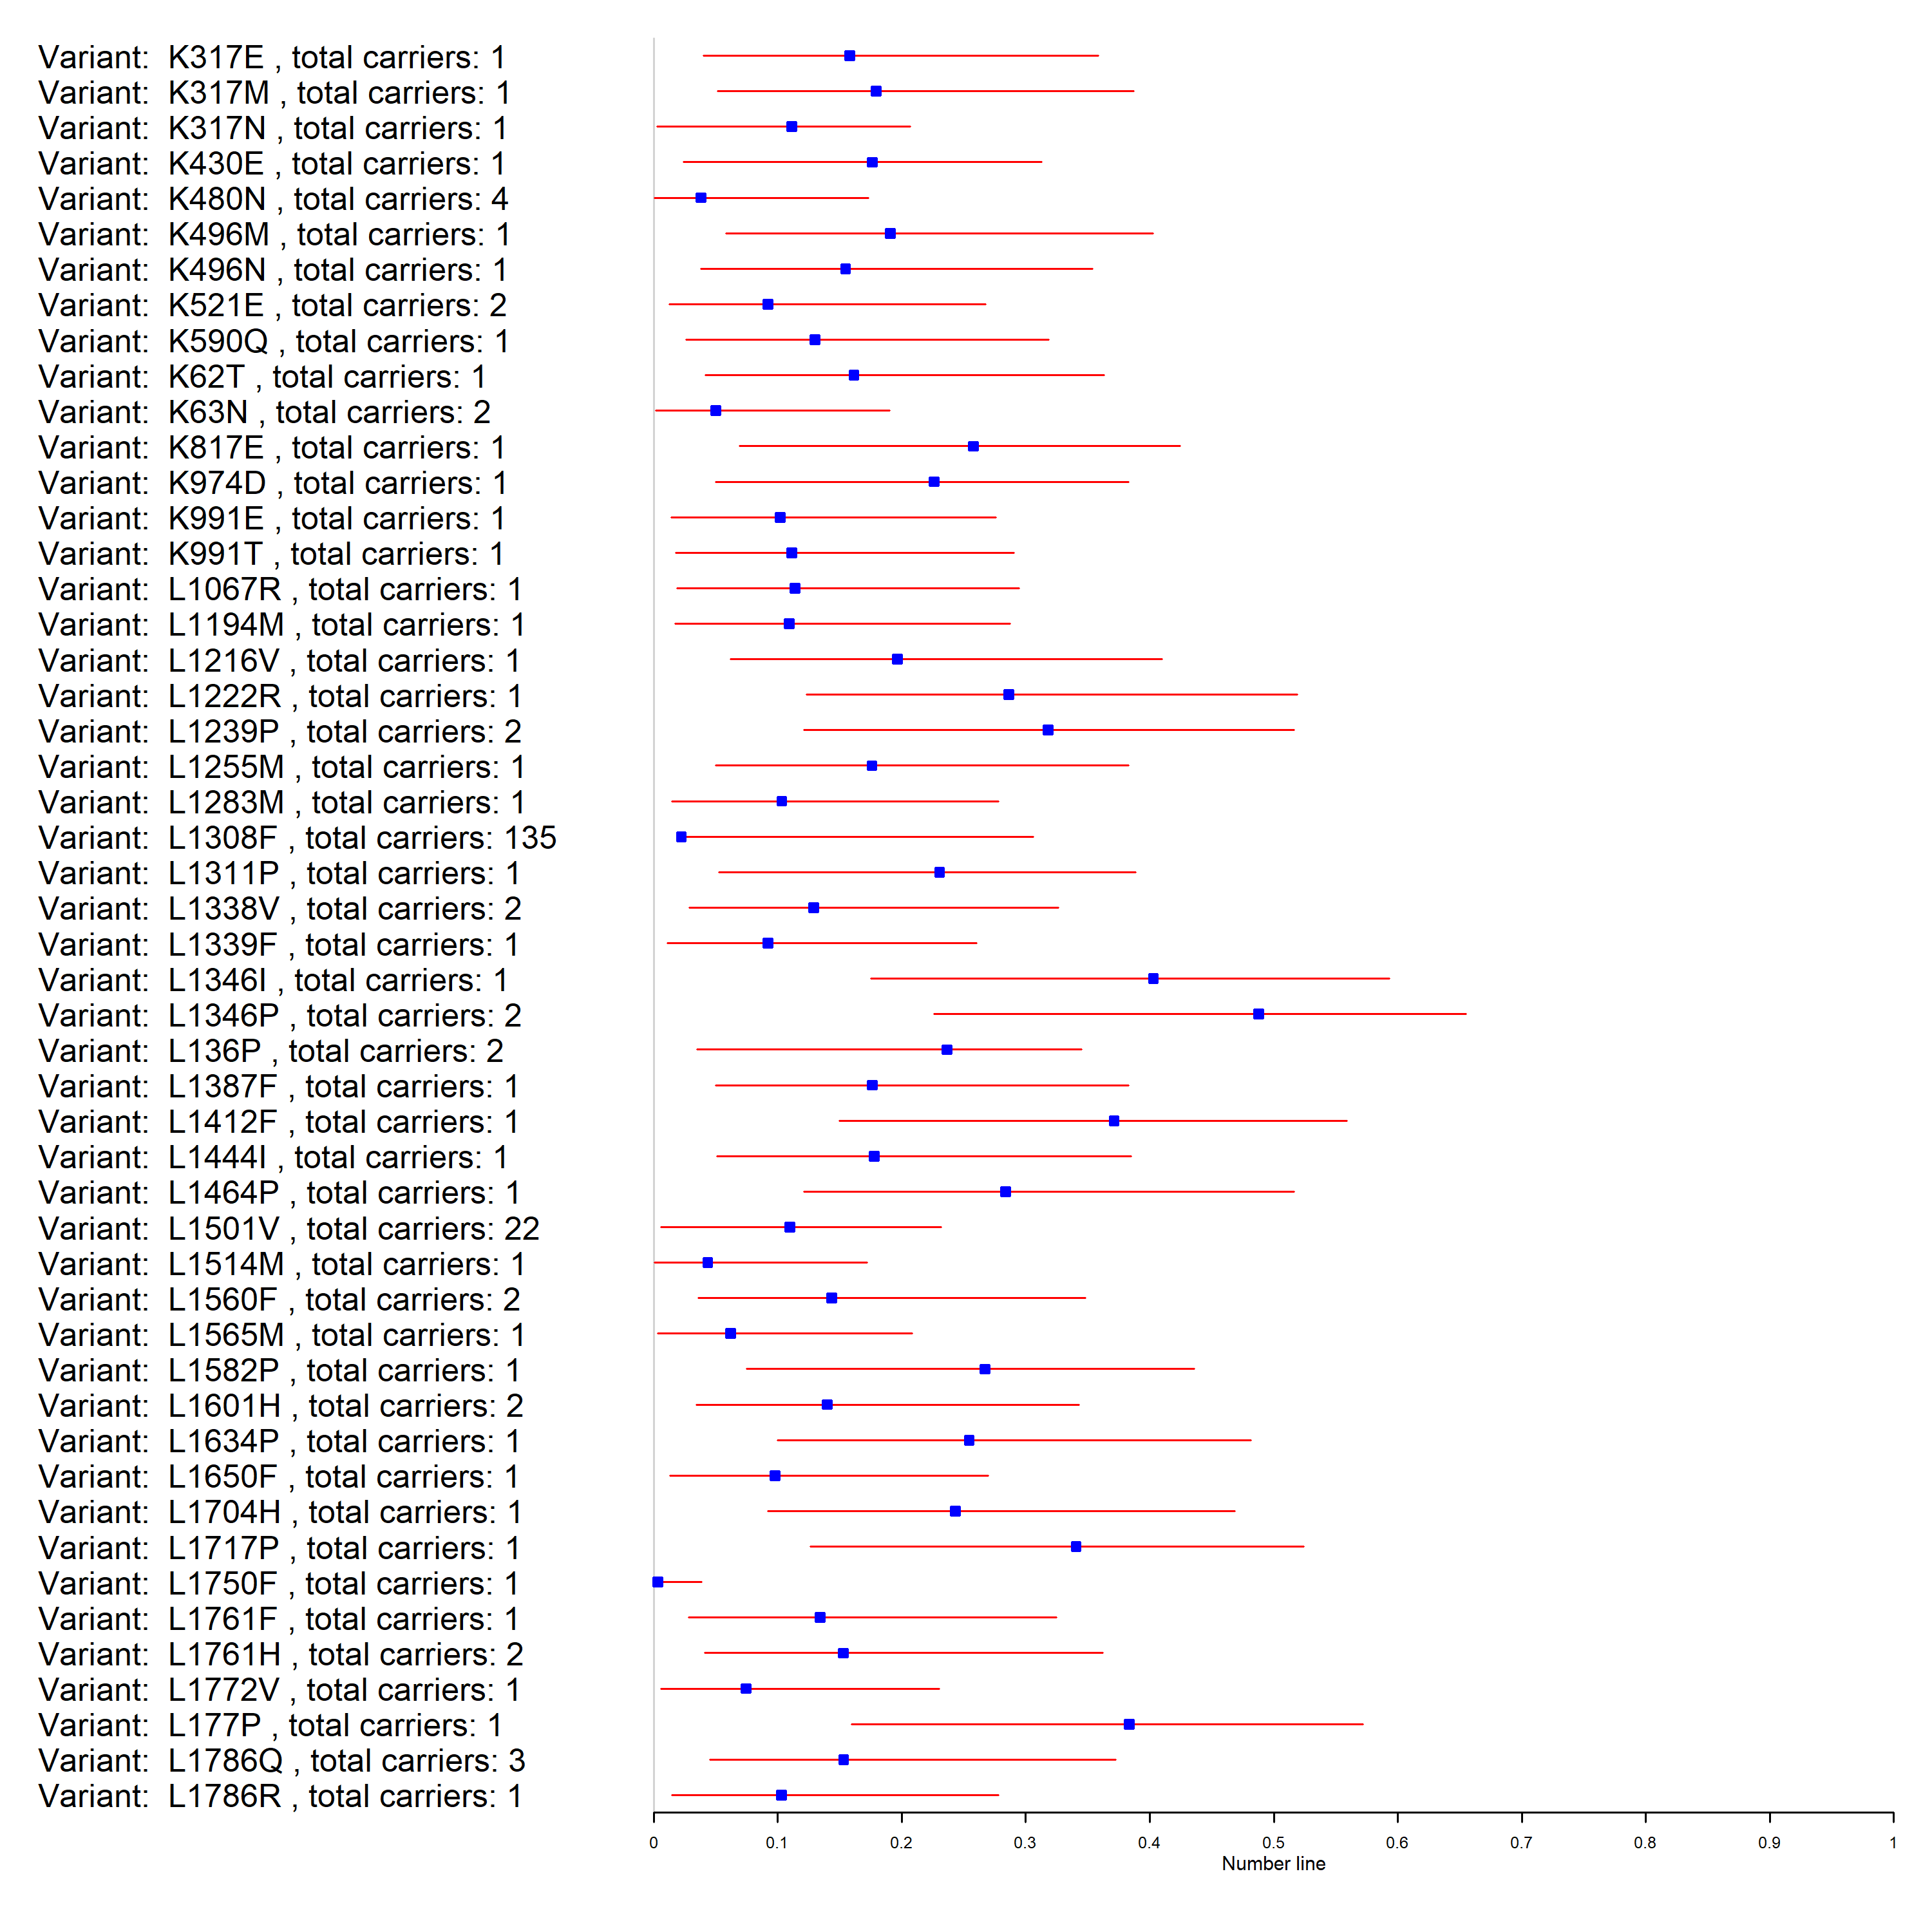 Variant:  K317E , total carriers: 1
Variant:  K317M , total carriers: 1
Variant:  K317N , total carriers: 1
Variant:  K430E , total carriers: 1
Variant:  K480N , total carriers: 4
Variant:  K496M , total carriers: 1
Variant:  K496N , total carriers: 1
Variant:  K521E , total carriers: 2
Variant:  K590Q , total carriers: 1
Variant:  K62T , total carriers: 1
Variant:  K63N , total carriers: 2
Variant:  K817E , total carriers: 1
Variant:  K974D , total carriers: 1
Variant:  K991E , total carriers: 1
Variant:  K991T , total carriers: 1
Variant:  L1067R , total carriers: 1
Variant:  L1194M , total carriers: 1
Variant:  L1216V , total carriers: 1
Variant:  L1222R , total carriers: 1
Variant:  L1239P , total carriers: 2
Variant:  L1255M , total carriers: 1
Variant:  L1283M , total carriers: 1
Variant:  L1308F , total carriers: 135
Variant:  L1311P , total carriers: 1
Variant:  L1338V , total carriers: 2
Variant:  L1339F , total carriers: 1
Variant:  L1346I , total carriers: 1
Variant:  L1346P , total carriers: 2
Variant:  L136P , total carriers: 2
Variant:  L1387F , total carriers: 1
Variant:  L1412F , total carriers: 1
Variant:  L1444I , total carriers: 1
Variant:  L1464P , total carriers: 1
Variant:  L1501V , total carriers: 22
Variant:  L1514M , total carriers: 1
Variant:  L1560F , total carriers: 2
Variant:  L1565M , total carriers: 1
Variant:  L1582P , total carriers: 1
Variant:  L1601H , total carriers: 2
Variant:  L1634P , total carriers: 1
Variant:  L1650F , total carriers: 1
Variant:  L1704H , total carriers: 1
Variant:  L1717P , total carriers: 1
Variant:  L1750F , total carriers: 1
Variant:  L1761F , total carriers: 1
Variant:  L1761H , total carriers: 2
Variant:  L1772V , total carriers: 1
Variant:  L177P , total carriers: 1
Variant:  L1786Q , total carriers: 3
Variant:  L1786R , total carriers: 1
0 0.1 0.2 0.3 0.4 0.5 0.6 0.7 0.8 0.9 1
Number line